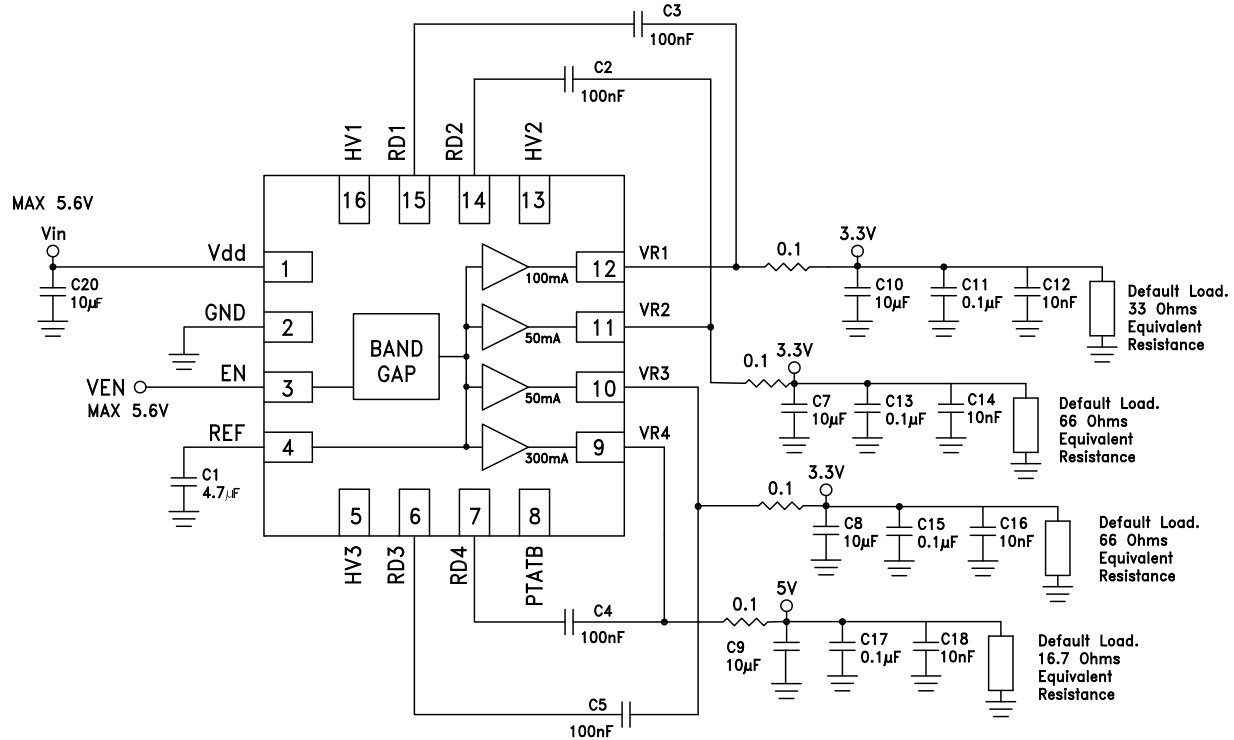 C3
100nF
C2
100nF
HV1
RD1
RD2
HV2
16
15
14
13
MAX 5.6V
Vin
Vdd
1
C20
10µF
GND
2
VEN
MAX 5.6V
EN
3
REF
4
C1
4.7µF
BAND
GAP
100mA
50mA
50mA
300mA
12
VR1
11
VR2
10
VR3
9
VR4
5
6
7
8
HV3
RD3
RD4
PTATB
0.1
3.3V
C10
10µF
C11
0.1µF
C12
10nF
Default Load.
33 Ohms
Equivalent
Resistance
0.1
3.3V
C7
10µF
C13
0.1µF
C14
10nF
Default Load.
66 Ohms
Equivalent
Resistance
0.1
3.3V
C8
10µF
C15
0.1µF
C16
10nF
Default Load.
66 Ohms
Equivalent
Resistance
C4
100nF
0.1
5V
C9
10µF
C17
0.1µF
C18
10nF
Default Load.
16.7 Ohms
Equivalent
Resistance
C5
100nF